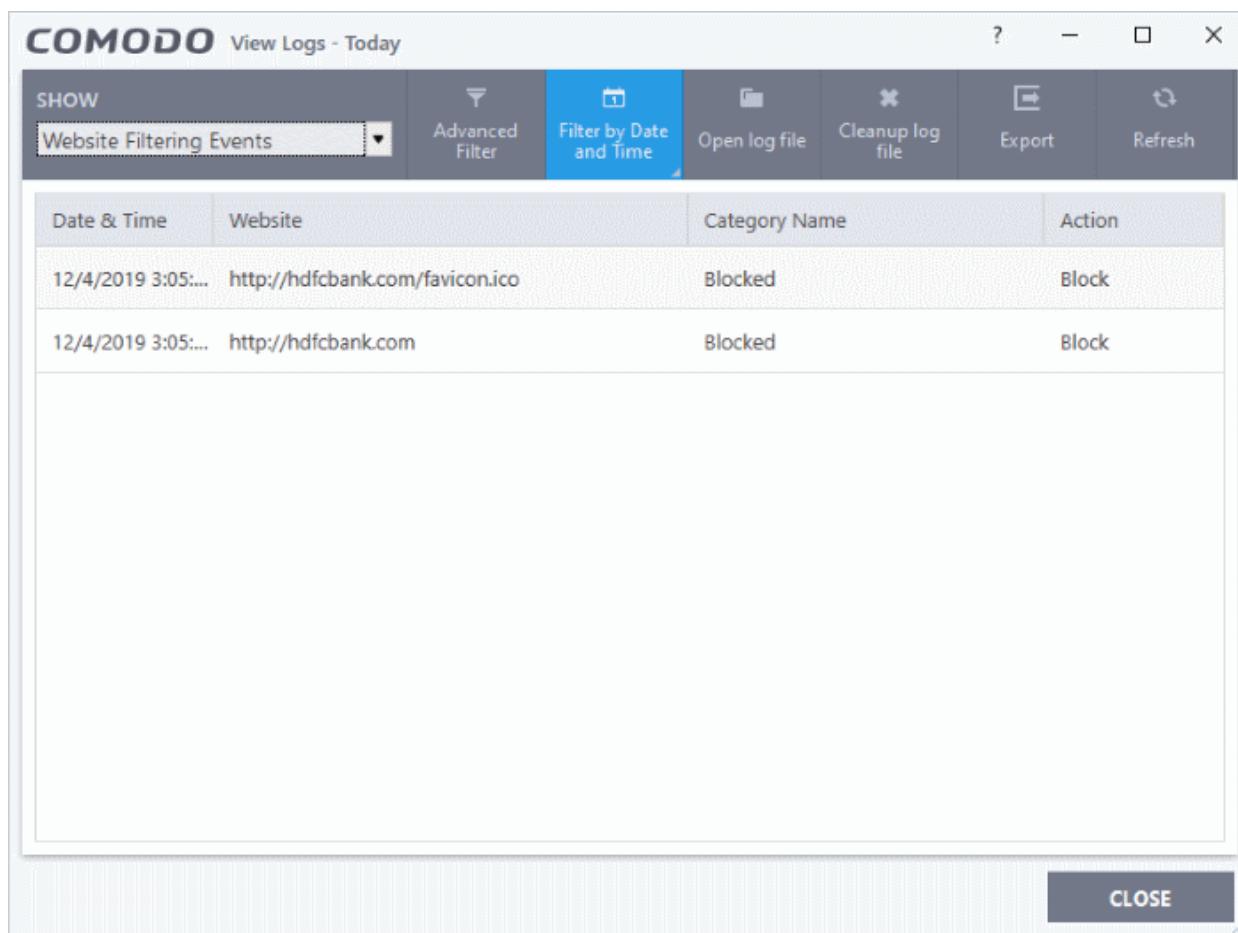 COMODO View Logs - Today ?
SHOW
Website Filtering Events
Advanced
Filter
Filter by Date
and Time
Open log file
Cleanup log
file
Export
Refresh
Date & Time Website Category Name Action
12/4/2019 3:05:... http://hdfcbank.com/favicon.ico Blocked Block
12/4/2019 3:05:... http://hdfcbank.com Blocked Block
CLOSE